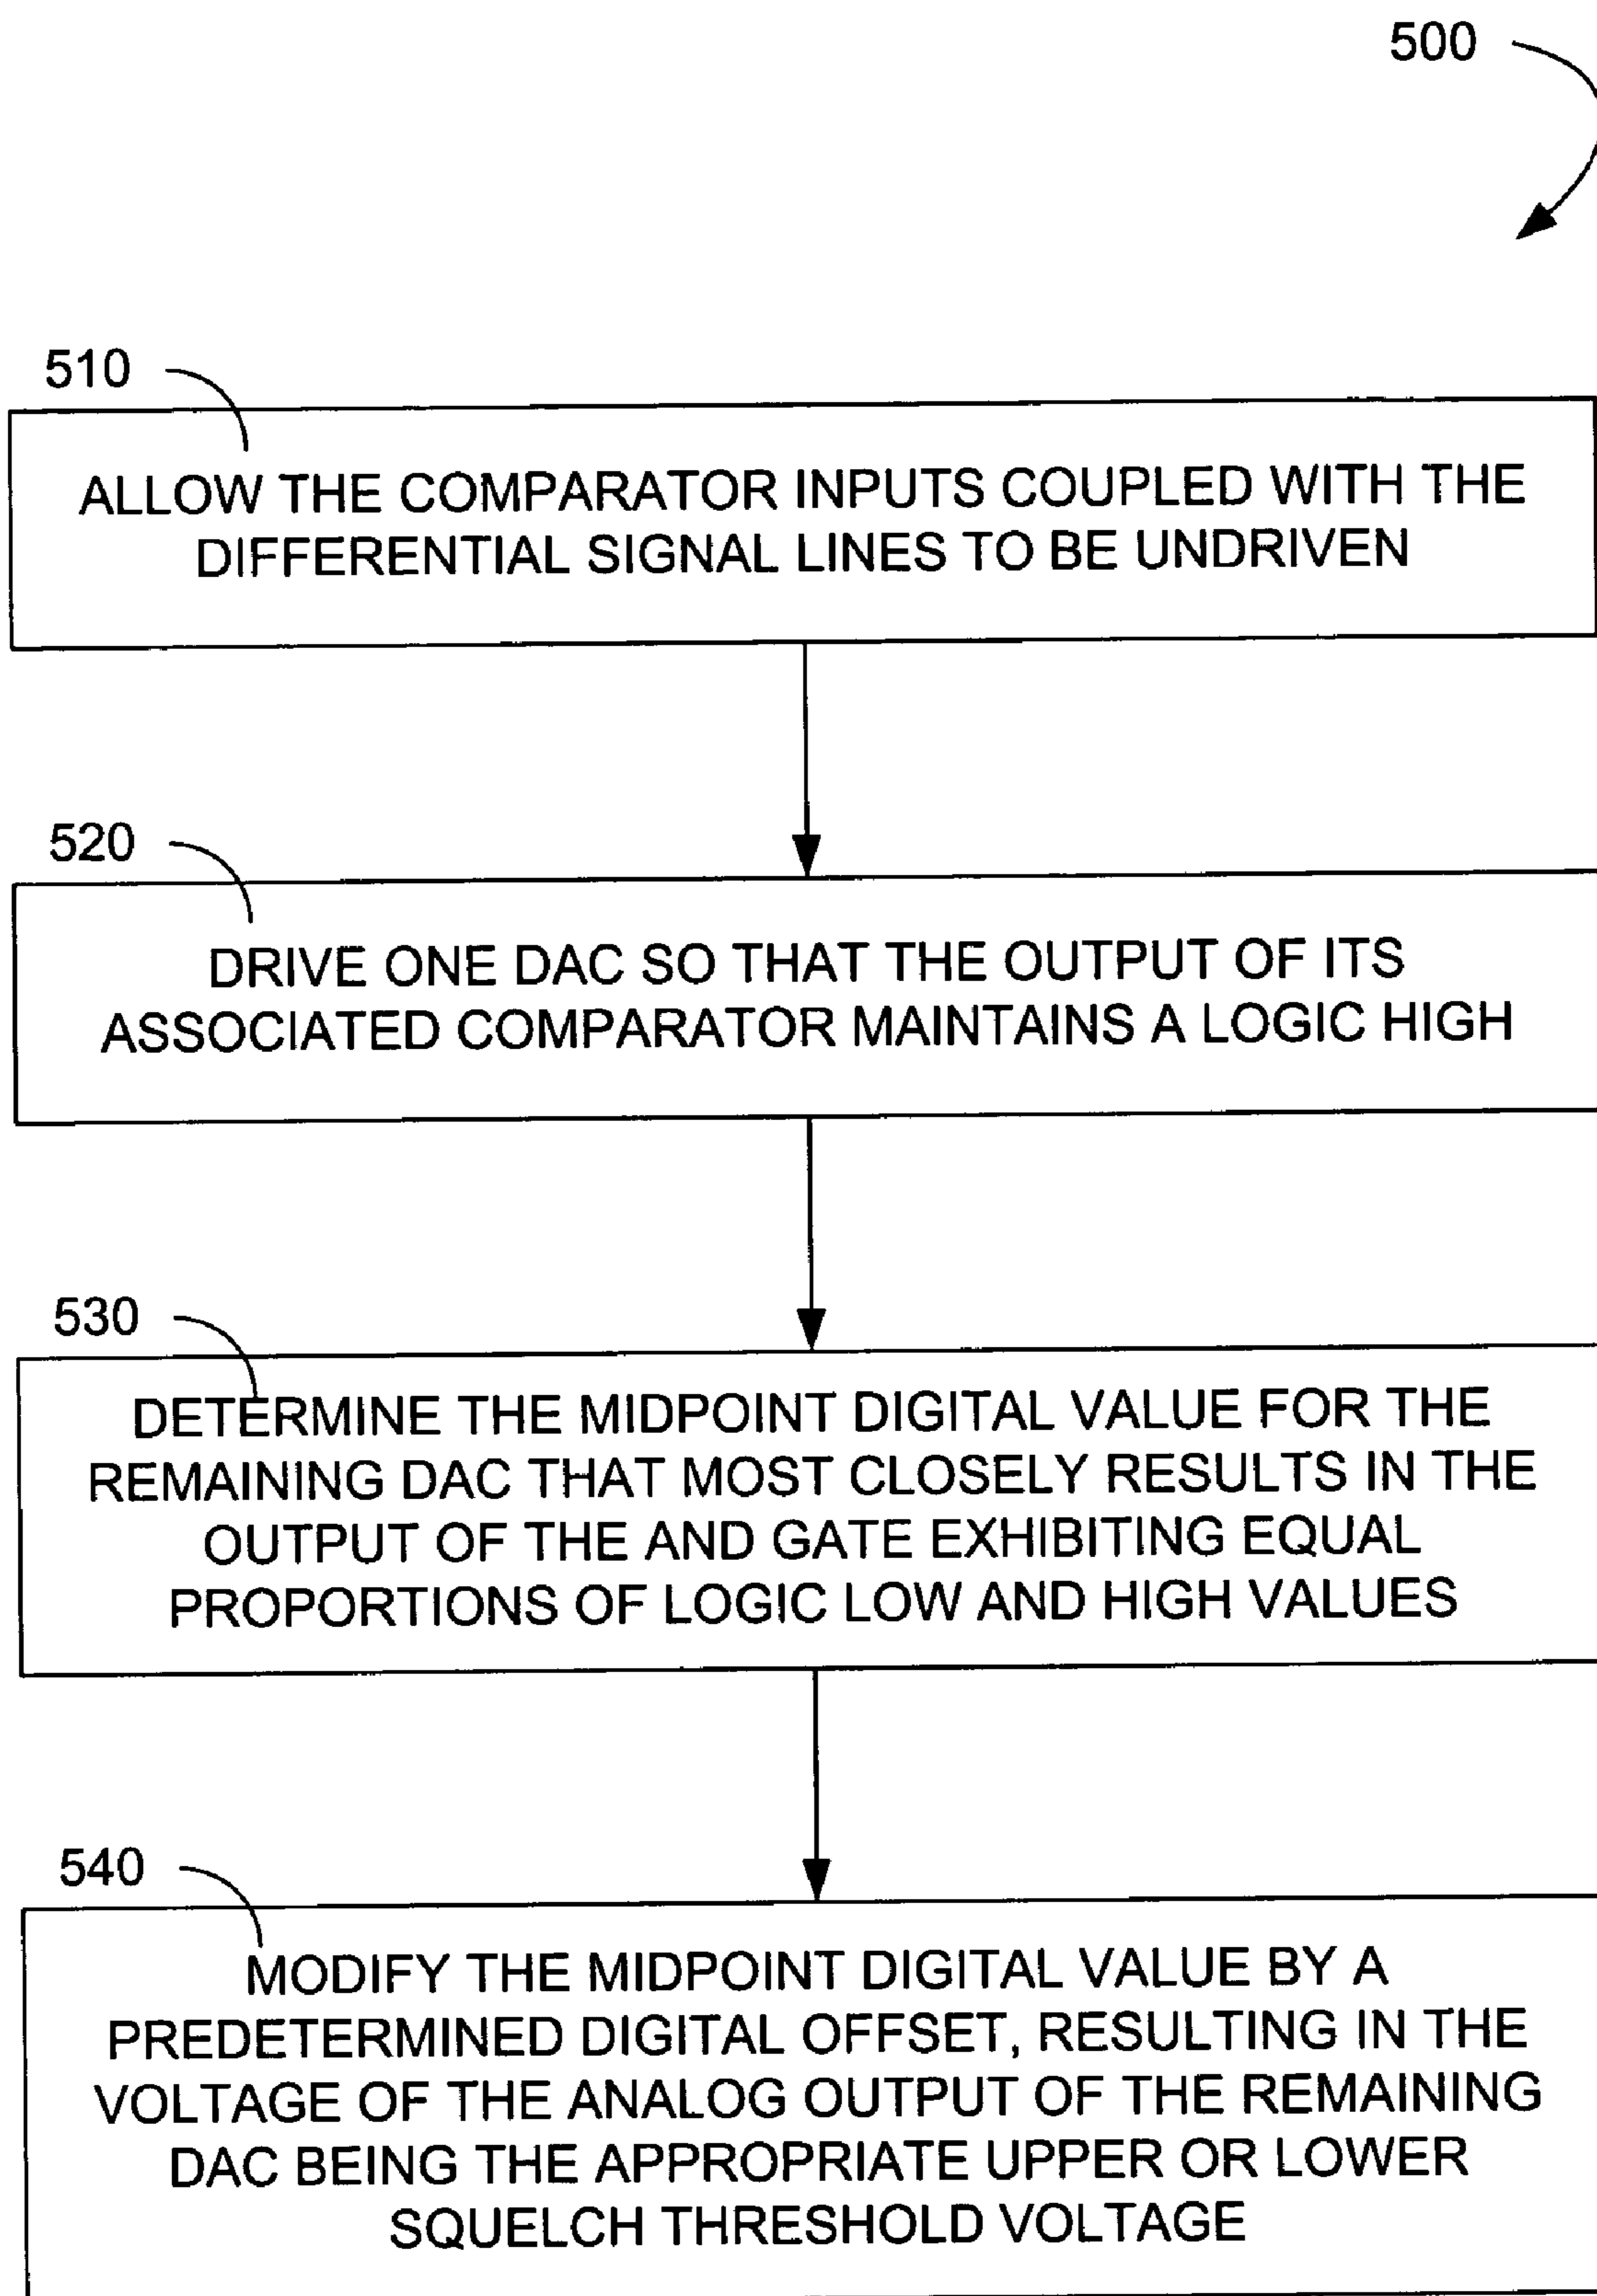 500
510
ALLOW THE COMPARATOR INPUTS COUPLED WITH THE
DIFFERENTIAL SIGNAL LINES TO BE UNDRIVEN
520
DRIVE ONE DAC SO THAT THE OUTPUT OF ITS
ASSOCIATED COMPARATOR MAINTAINS A LOGIC HIGH
530
DETERMINE THE MIDPOINT DIGITAL VALUE FOR THE
REMAINING DAC THAT MOST CLOSELY RESULTS IN THE
OUTPUT OF THE AND GATE EXHIBITING EQUAL
PROPORTIONS OF LOGIC LOW AND HIGH VALUES
540
MODIFY THE MIDPOINT DIGITAL VALUE BY A
PREDETERMINED DIGITAL OFFSET, RESULTING IN THE
VOLTAGE OF THE ANALOG OUTPUT OF THE REMAINING
DAC BEING THE APPROPRIATE UPPER OR LOWER
SQUELCH THRESHOLD VOLTAGE